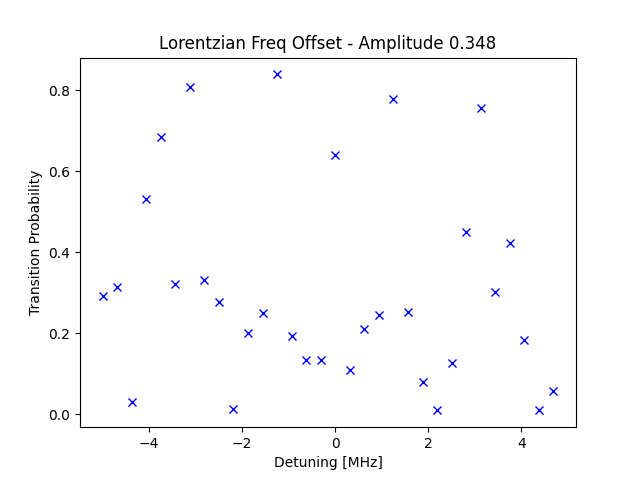 Lorentzian Freq Offset - Amplitude 0.348
Transition Probability
0.8
0.6
0.4
0.2
0.0
−4 −2 0 2 4
Detuning [MHz]